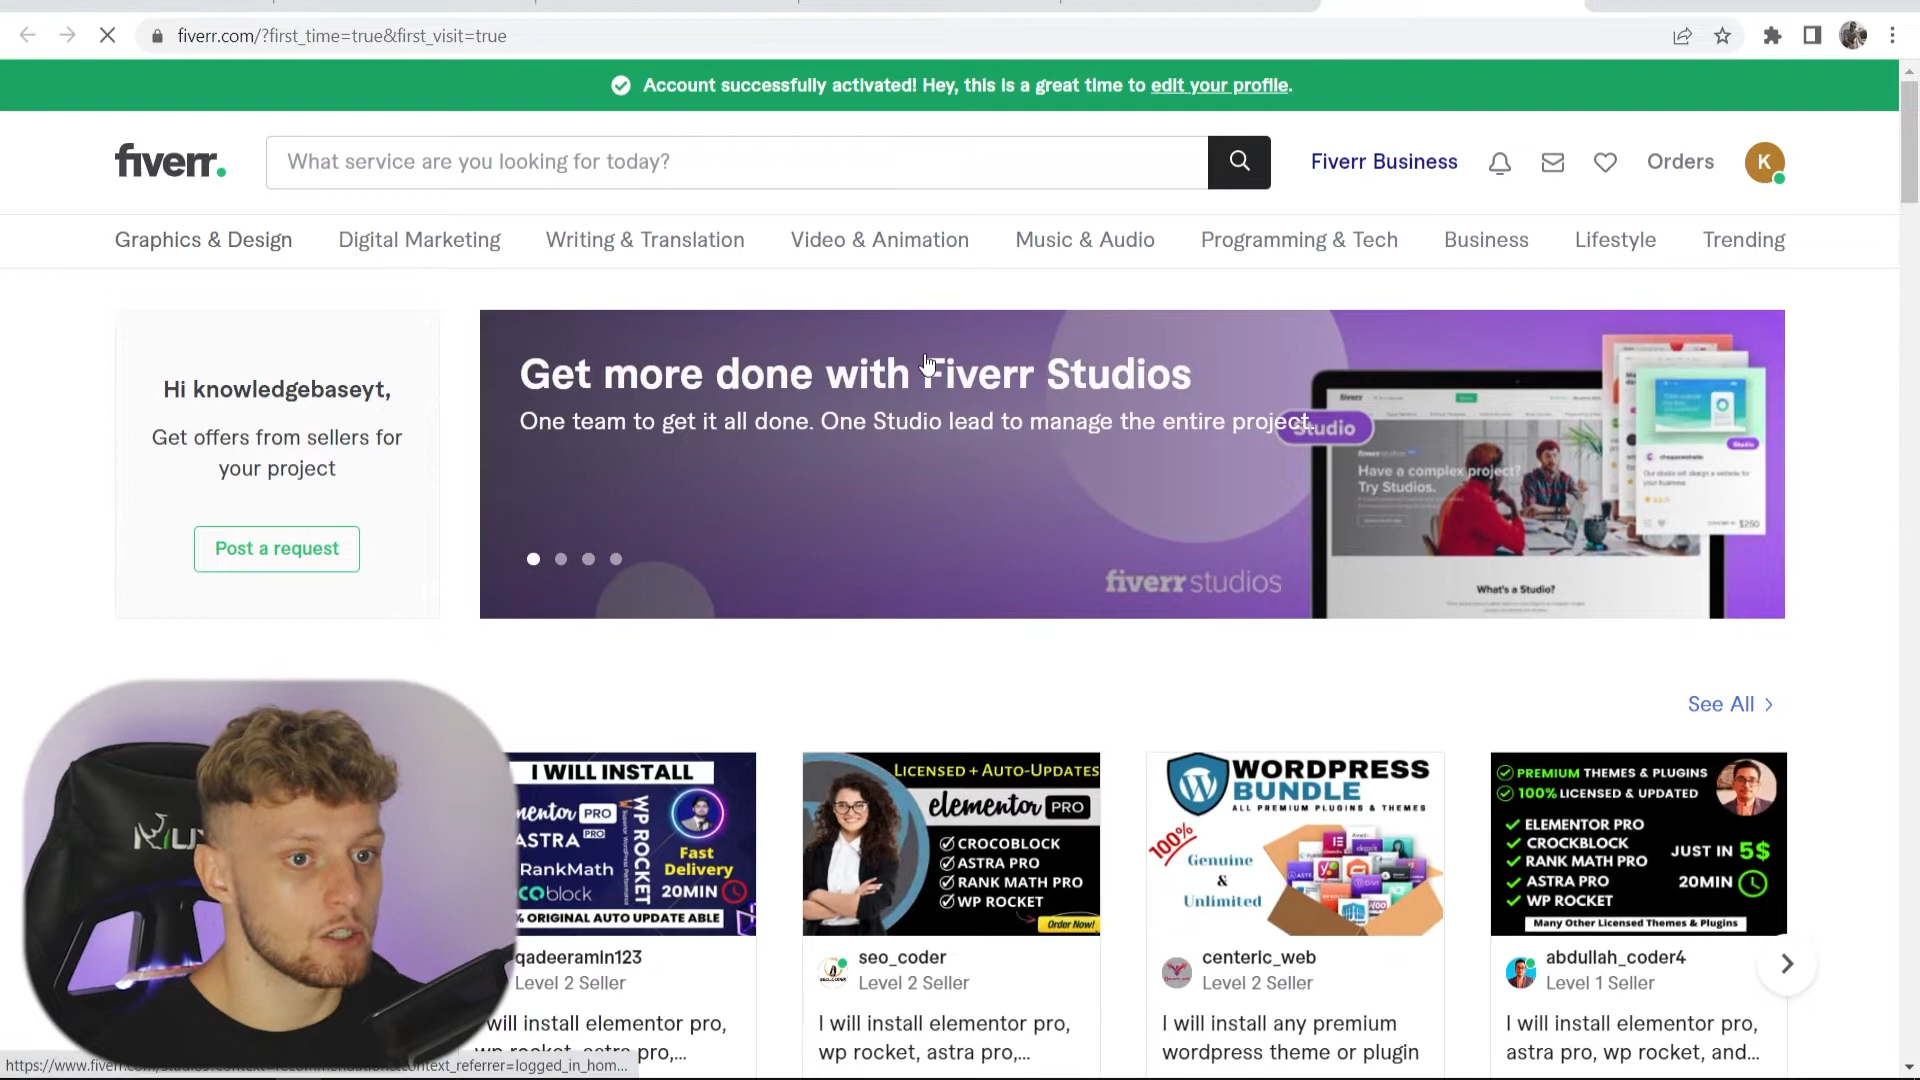 fiverr.com/?first_time=true&first_visit=true
Account successfully activated! Hey, this is a great time to edit your profile.
fiverr.
What service are you looking for today?
Fiverr Business
Orders
K
Graphics & Design
Digital Marketing
Writing & Translation
Video & Animation
Music & Audio
Programming & Tech
Business
Lifestyle
Trending
Hi knowledgebaseyt,
Get offers from sellers for
your project
Post a request
Get more done with Fiverr Studios
One team to get it all done. One Studio lead to manage the entire project.
Studio
fiverr studios
Have a complex project?
Try Studios.
Studio
$250
What's a Studio?
See All
I WILL INSTALL
mentor PRO
ASTRA PRO
RankMath
WP ROCKET
Fast
Delivery
20MIN
% ORIGINAL AUTO UPDATE ABLE
qadeeramln123
Level 2 Seller
will install elementor pro,
wp rocket, astra pro,...
LICENSED + AUTO-UPDATES
elementor PRO
CROCOBLOCK
ASTRA PRO
RANK MATH PRO
WP ROCKET
Order Now!
seo_coder
Level 2 Seller
I will install elementor pro,
wp rocket, astra pro,...
WORDPRESS
BUNDLE
ALL PREMIUM PLUGINS & THEMES
100%
Genuine
&
Unlimited
centerlc_web
Level 2 Seller
I will install any premium
wordpress theme or plugin
PREMIUM THEMES & PLUGINS
100% LICENSED & UPDATED
ELEMENTOR PRO
CROCKBLOCK
RANK MATH PRO
ASTRA PRO
WP ROCKET
JUST IN 5$
20MIN
Many Other Licensed Themes & Plugins
abdullah_coder4
Level 1 Seller
I will install elementor pro,
astra pro, wp rocket, and...